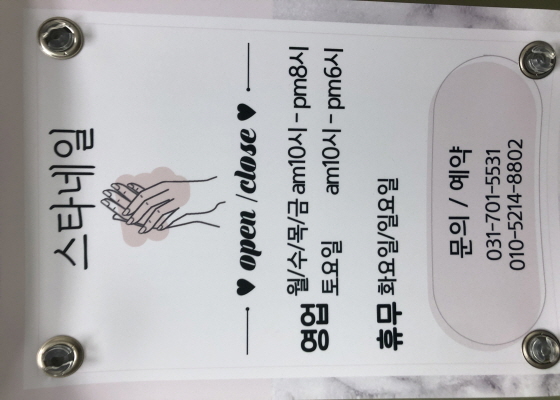 스타네일
♥ open / close ♥
영업 월/수/목/금 am10시 - pm8시
토요일 am10시 - pm6시
휴무 화요일/일요일
문의 / 예약
031-701-5531
010-5214-8802